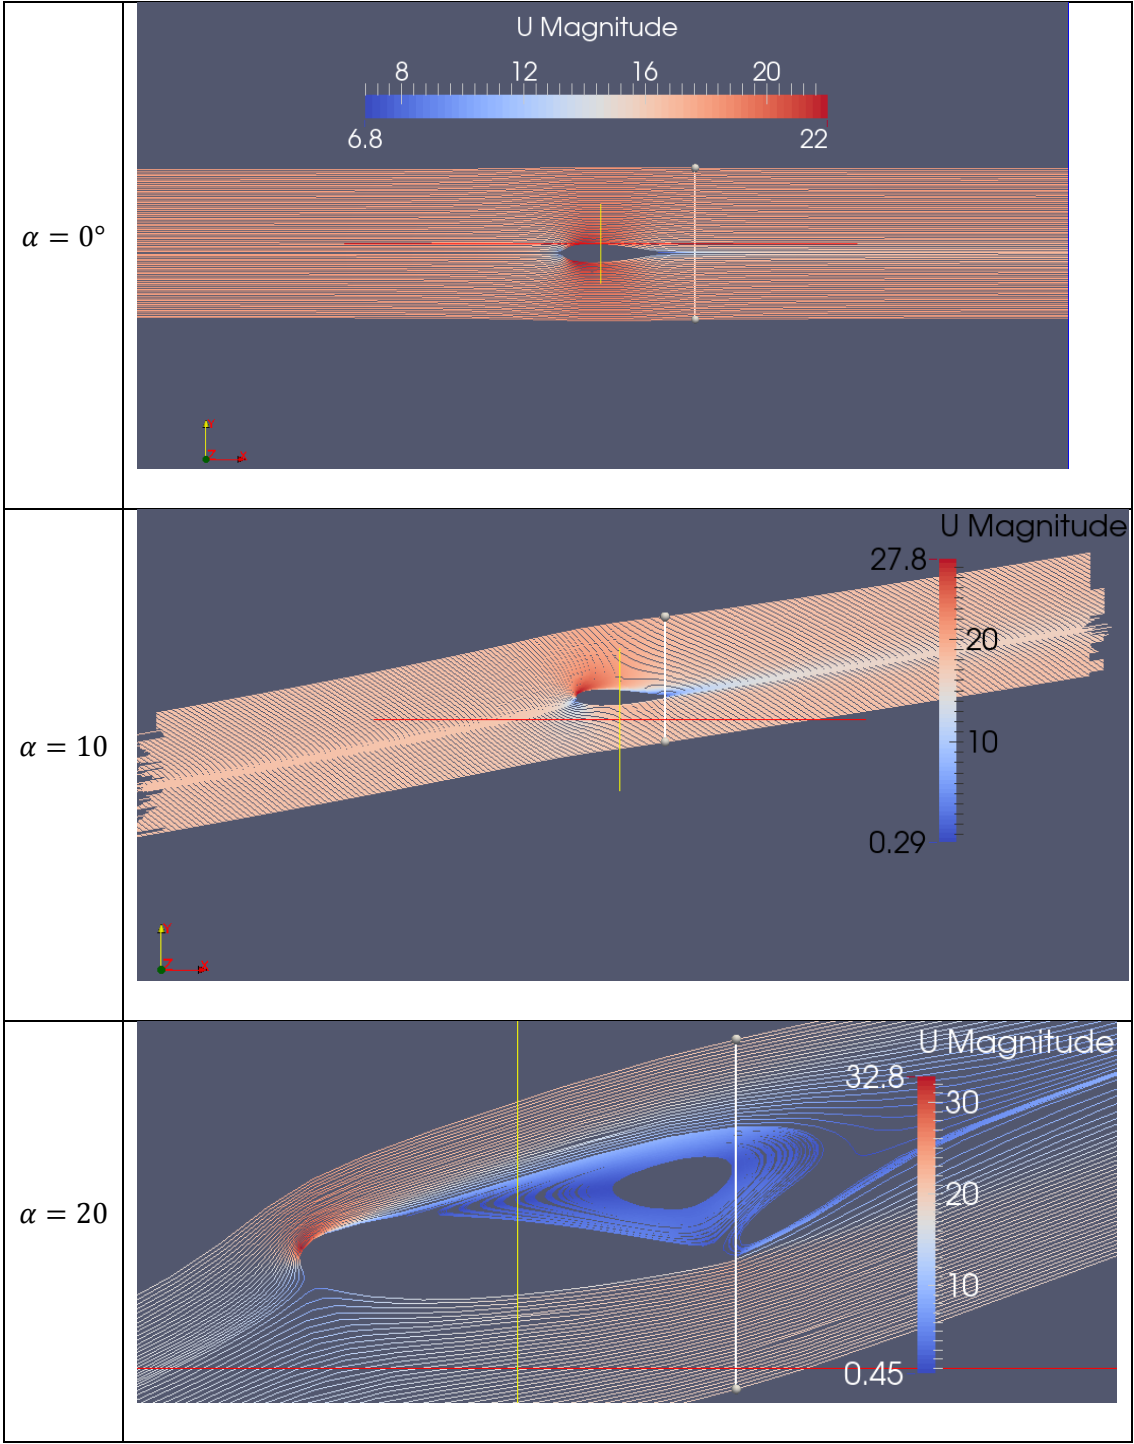 U Magnitude
8 12 16 20
6.8 22
α = 0°
Y
Z X
U Magnitude
27.8
20
α = 10
10
0.29
Y
Z X
U Magnitude
32.8
30
20
α = 20
10
0.45